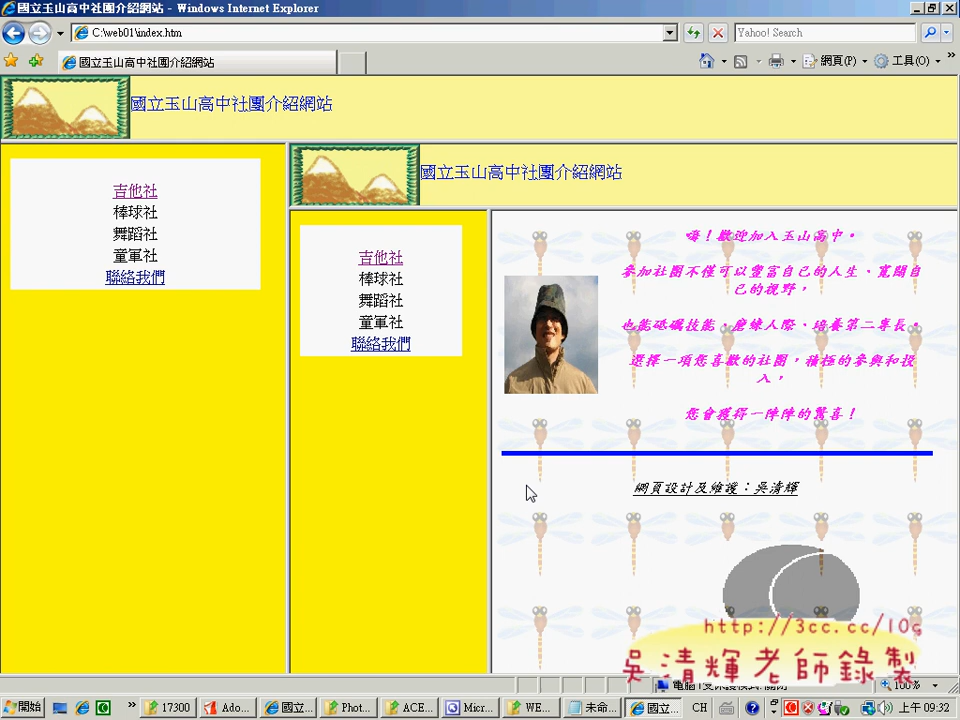 國立玉山高中社團介紹網站 - Windows Internet Explorer
C:\web01\index.htm
Yahoo! Search
國立玉山高中社團介紹網站
網頁(P)
工具(O)
國立玉山高中社團介紹網站
吉他社
棒球社
舞蹈社
童軍社
聯絡我們
國立玉山高中社團介紹網站
吉他社
棒球社
舞蹈社
童軍社
聯絡我們
嗨！歡迎加入玉山高中。
參加社團不僅可以豐富自己的人生、寬闊自
己的視野，
也能砥礪技能，磨練人際、培養第二專長。
選擇一項您喜歡的社團，積極的參與和投
入，
您會獲得一陣陣的驚喜！
網頁設計及維護：吳清輝
http://3cc.cc/10g
吳清輝老師錄製
100%
開始
17300
Ado...
國立...
Phot...
ACE...
Micr...
WE...
未命...
國立...
CH
上午 09:32